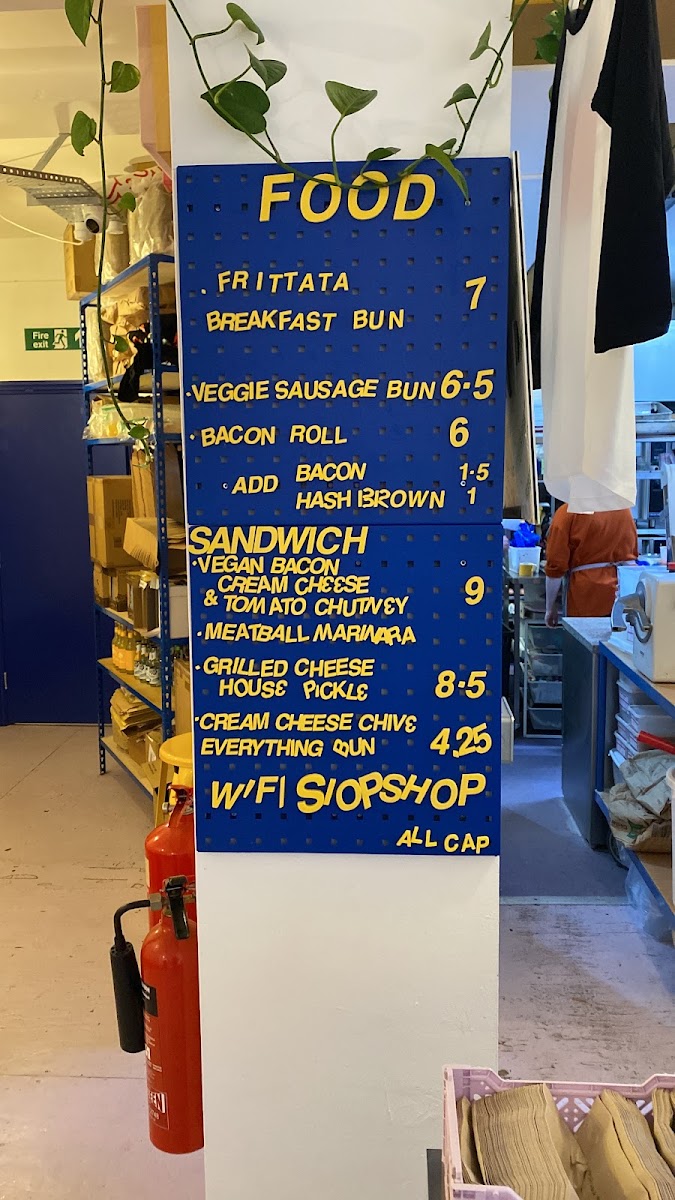 FOOD
Fire
exit
· FRITTATA
BREAKFAST BUN 7
· VEGGIE SAUSAGE BUN 6.5
· BACON ROLL 6
· ADD BACON 1.5
HASH BROWN 1
SANDWICH
· VEGAN BACON
CREAM CHEESE
& TOMATO CHUTNEY 9
· MEATBALL MARINARA
· GRILLED CHEESE
HOUSE PICKLE 8.5
· CREAM CHEESE CHIVE
EVERYTHING BUN 4.25
WIFI SIOPSHOP
ALL CAP